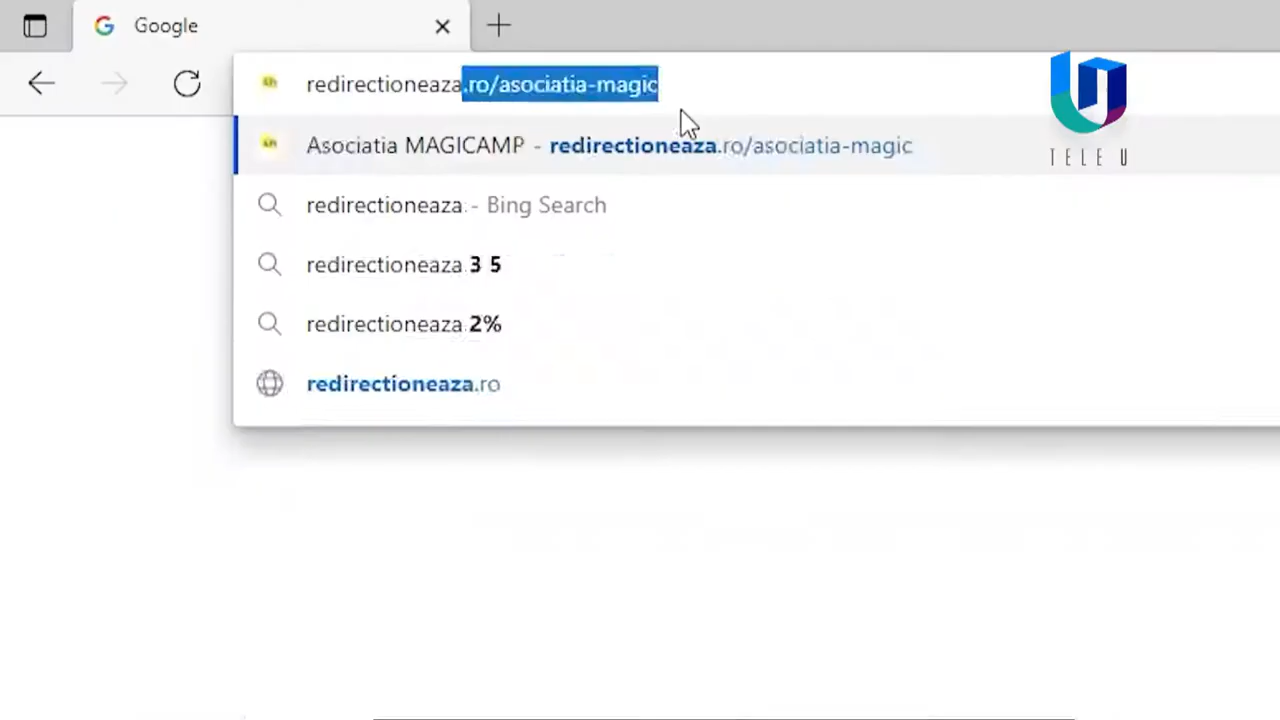 Google
redirectioneaza.ro/asociatia-magic
Asociatia MAGICAMP - redirectioneaza.ro/asociatia-magic
redirectioneaza - Bing Search
redirectioneaza 3 5
redirectioneaza 2%
redirectioneaza.ro
TELE U